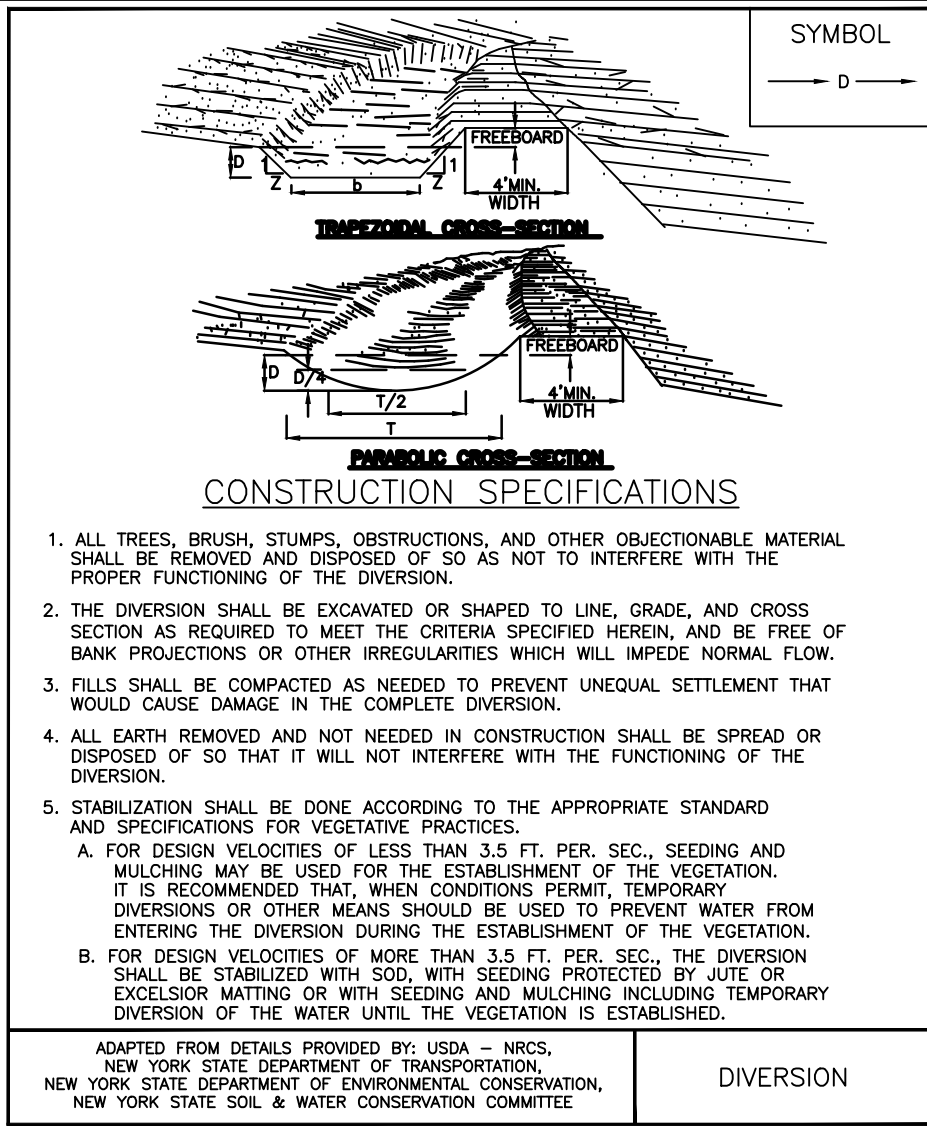 SYMBOL
D
FREEBOARD
D 1 1
Z b Z 4'MIN.
WIDTH
TRAPEZOIDAL CROSS-SECTION
FREEBOARD
D D/4
T/2 4'MIN.
WIDTH
T
PARABOLIC CROSS-SECTION
CONSTRUCTION SPECIFICATIONS
1. ALL TREES, BRUSH, STUMPS, OBSTRUCTIONS, AND OTHER OBJECTIONABLE MATERIAL
SHALL BE REMOVED AND DISPOSED OF SO AS NOT TO INTERFERE WITH THE
PROPER FUNCTIONING OF THE DIVERSION.
2. THE DIVERSION SHALL BE EXCAVATED OR SHAPED TO LINE, GRADE, AND CROSS
SECTION AS REQUIRED TO MEET THE CRITERIA SPECIFIED HEREIN, AND BE FREE OF
BANK PROJECTIONS OR OTHER IRREGULARITIES WHICH WILL IMPEDE NORMAL FLOW.
3. FILLS SHALL BE COMPACTED AS NEEDED TO PREVENT UNEQUAL SETTLEMENT THAT
WOULD CAUSE DAMAGE IN THE COMPLETE DIVERSION.
4. ALL EARTH REMOVED AND NOT NEEDED IN CONSTRUCTION SHALL BE SPREAD OR
DISPOSED OF SO THAT IT WILL NOT INTERFERE WITH THE FUNCTIONING OF THE
DIVERSION.
5. STABILIZATION SHALL BE DONE ACCORDING TO THE APPROPRIATE STANDARD
AND SPECIFICATIONS FOR VEGETATIVE PRACTICES.
A. FOR DESIGN VELOCITIES OF LESS THAN 3.5 FT. PER. SEC., SEEDING AND
MULCHING MAY BE USED FOR THE ESTABLISHMENT OF THE VEGETATION.
IT IS RECOMMENDED THAT, WHEN CONDITIONS PERMIT, TEMPORARY
DIVERSIONS OR OTHER MEANS SHOULD BE USED TO PREVENT WATER FROM
ENTERING THE DIVERSION DURING THE ESTABLISHMENT OF THE VEGETATION.
B. FOR DESIGN VELOCITIES OF MORE THAN 3.5 FT. PER. SEC., THE DIVERSION
SHALL BE STABILIZED WITH SOD, WITH SEEDING PROTECTED BY JUTE OR
EXCELSIOR MATTING OR WITH SEEDING AND MULCHING INCLUDING TEMPORARY
DIVERSION OF THE WATER UNTIL THE VEGETATION IS ESTABLISHED.
ADAPTED FROM DETAILS PROVIDED BY: USDA – NRCS,
NEW YORK STATE DEPARTMENT OF TRANSPORTATION,
NEW YORK STATE DEPARTMENT OF ENVIRONMENTAL CONSERVATION,
NEW YORK STATE SOIL & WATER CONSERVATION COMMITTEE
DIVERSION